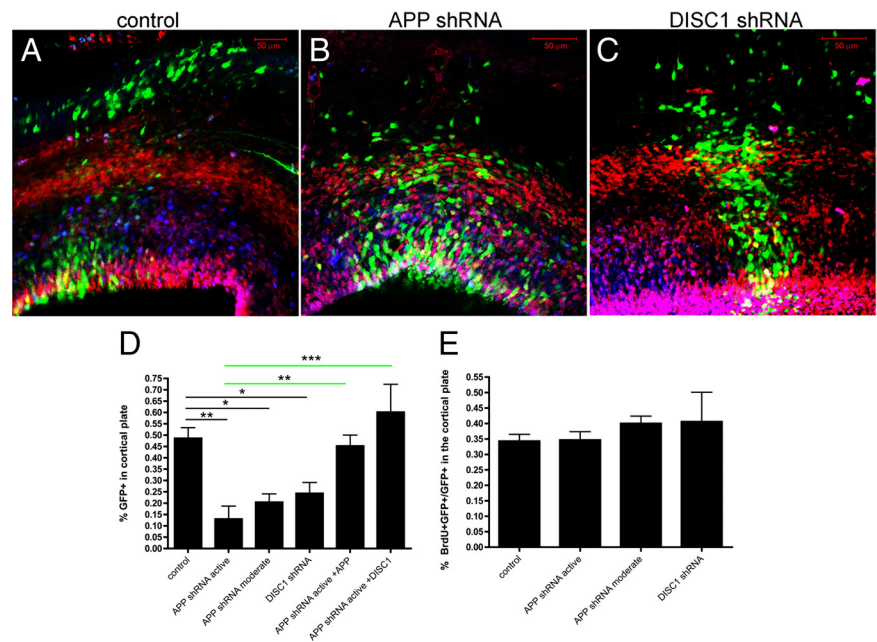 control
APP shRNA
DISC1 shRNA
A
50 µm
B
50 µm
C
50 µm
D
% GFP+ in cortical plate
0.75
0.70
0.65
0.60
0.55
0.50
0.45
0.40
0.35
0.30
0.25
0.20
0.15
0.10
0.05
0.00
***
**
*
*
**
control
APP shRNA active
APP shRNA moderate
DISC1 shRNA
APP shRNA active +APP
APP shRNA active +DISC1
E
% BrdU+GFP+/GFP+ in the cortical plate
0.55
0.50
0.45
0.40
0.35
0.30
0.25
0.20
0.15
0.10
0.05
0.00
control
APP shRNA active
APP shRNA moderate
DISC1 shRNA